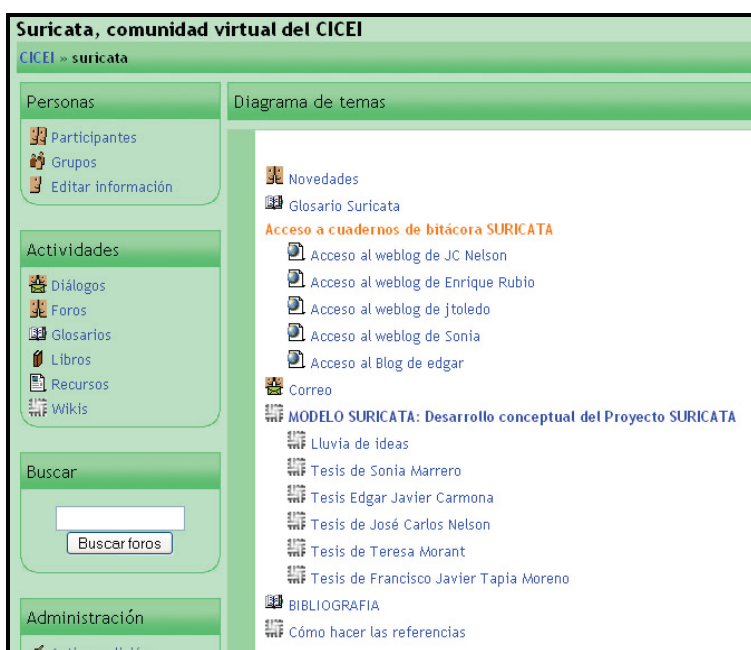 Suricata, comunidad virtual del CICEI
CICEI » suricata
Personas
Participantes
Grupos
Editar información
Actividades
Diálogos
Foros
Glosarios
Libros
Recursos
Wikis
Buscar
Buscar foros
Administración
Diagrama de temas
Novedades
Glosario Suricata
Acceso a cuadernos de bitácora SURICATA
Acceso al weblog de JC Nelson
Acceso al weblog de Enrique Rubio
Acceso al weblog de jtoledo
Acceso al weblog de Sonia
Acceso al Blog de edgar
Correo
MODELO SURICATA: Desarrollo conceptual del Proyecto SURICATA
Lluvia de ideas
Tesis de Sonia Marrero
Tesis Edgar Javier Carmona
Tesis de José Carlos Nelson
Tesis de Teresa Morant
Tesis de Francisco Javier Tapia Moreno
BIBLIOGRAFIA
Cómo hacer las referencias